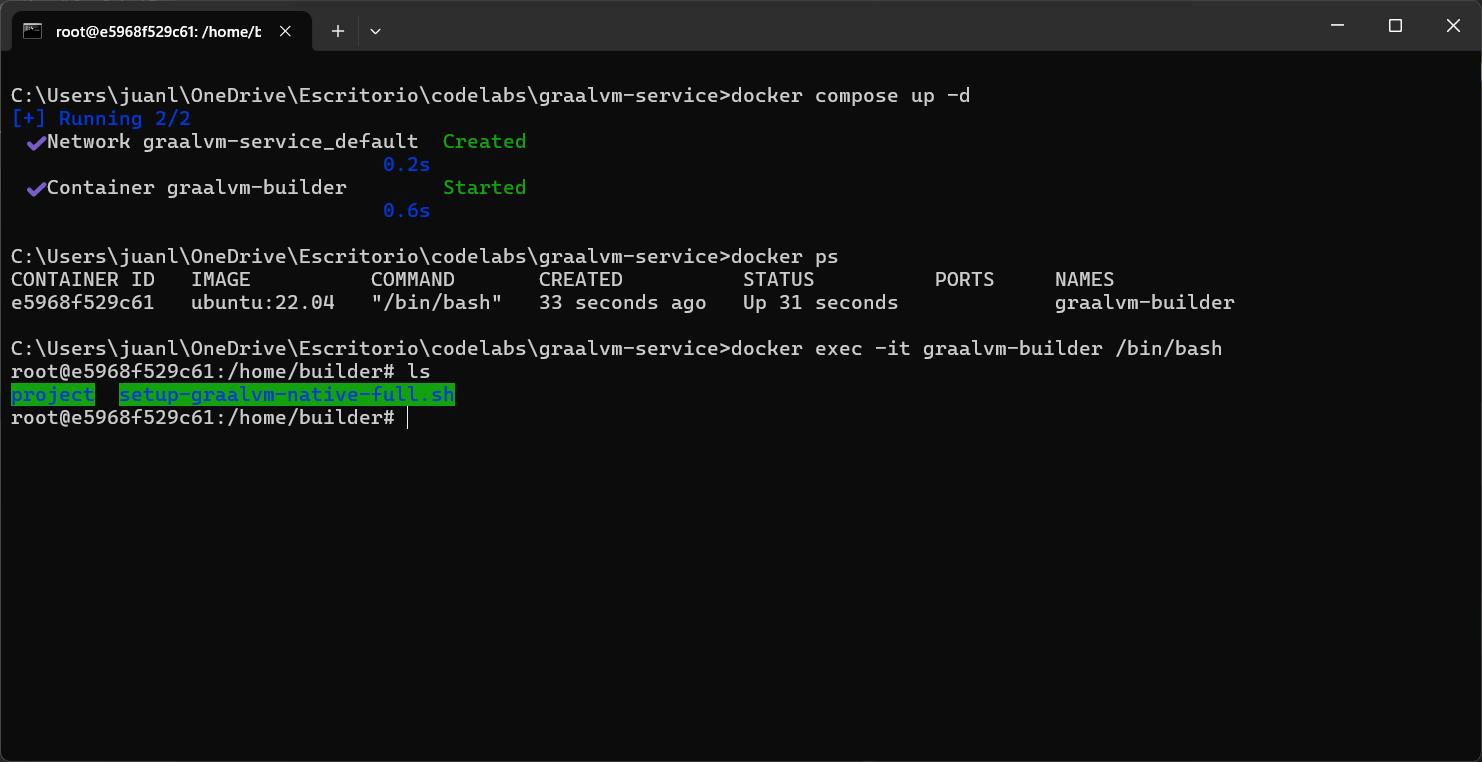 root@e5968f529c61: /home/b
C:\Users\juanl\OneDrive\Escritorio\codelabs\graalvm-service>docker compose up -d
[+] Running 2/2
✔Network graalvm-service_default  Created
0.2s
✔Container graalvm-builder        Started
0.6s
C:\Users\juanl\OneDrive\Escritorio\codelabs\graalvm-service>docker ps
CONTAINER ID   IMAGE          COMMAND       CREATED          STATUS          PORTS     NAMES
e5968f529c61   ubuntu:22.04   "/bin/bash"   33 seconds ago   Up 31 seconds             graalvm-builder
C:\Users\juanl\OneDrive\Escritorio\codelabs\graalvm-service>docker exec -it graalvm-builder /bin/bash
root@e5968f529c61:/home/builder# ls
project  setup-graalvm-native-full.sh
root@e5968f529c61:/home/builder#